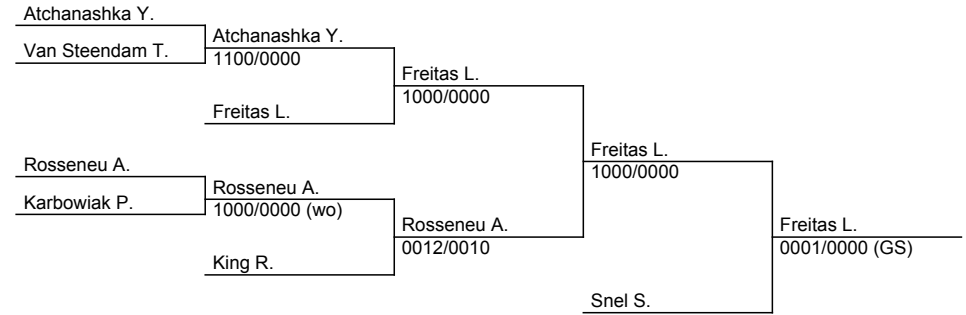 Atchanashka Y.
Van Steendam T.
Atchanashka Y.
1100/0000
Freitas L.
Freitas L.
1000/0000
Rosseneu A.
Karbowiak P.
Rosseneu A.
1000/0000 (wo)
King R.
Rosseneu A.
0012/0010
Freitas L.
1000/0000
Snel S.
Freitas L.
0001/0000 (GS)